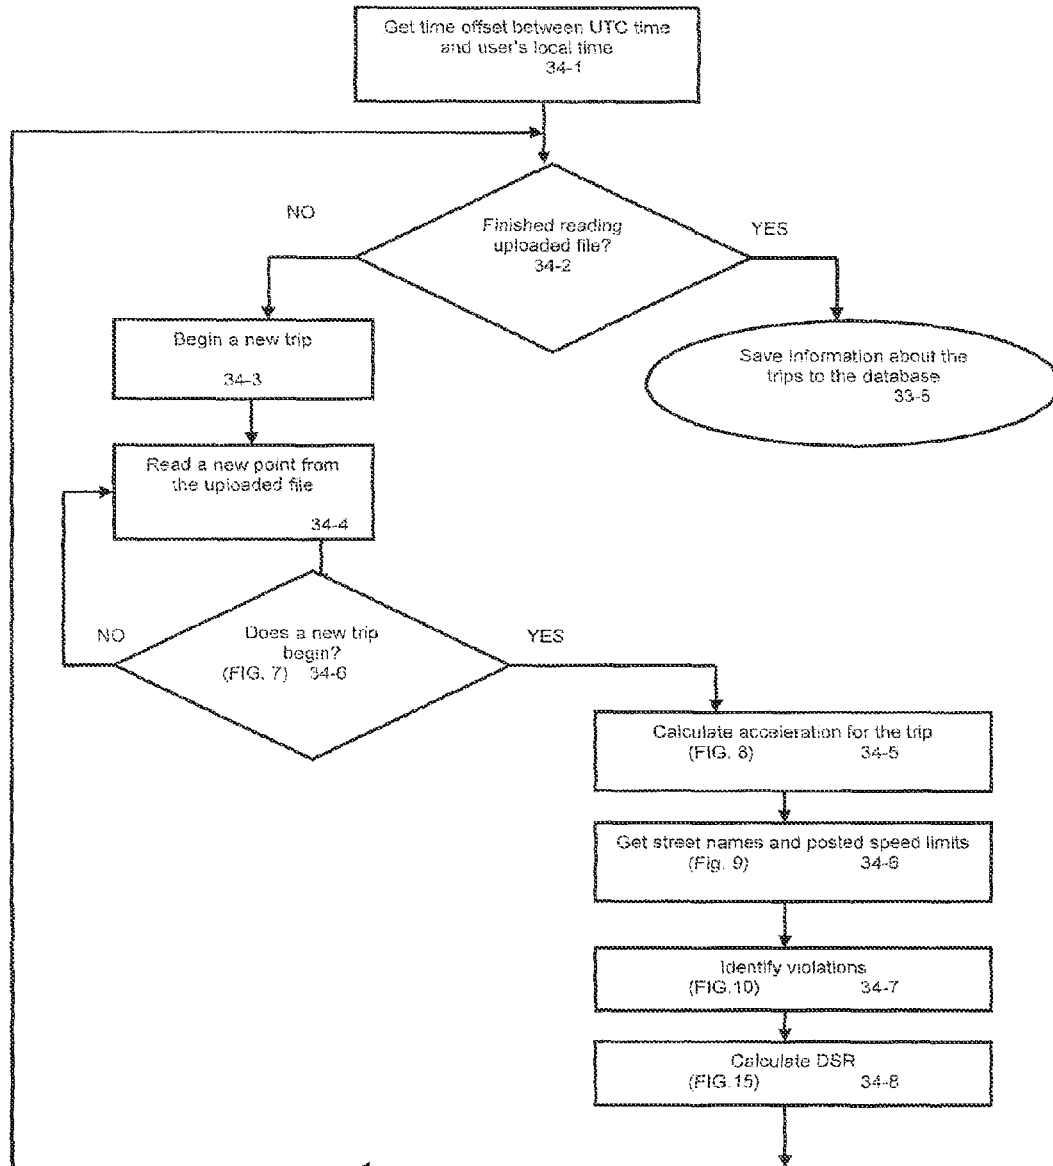 Get time offset between UTC time
and user's local time
34-1
NO
Finished reading
uploaded file?
34-2
YES
Begin a new trip
34-3
Save information about the
trips to the database
33-5
Read a new point from
the uploaded file
34-4
NO
Does a new trip
begin?
(FIG. 7) 34-6
YES
Calculate acceleration for the trip
(FIG. 8) 34-5
Get street names and posted speed limits
(Fig. 9) 34-6
Identify violations
(FIG.10) 34-7
Calculate DSR
(FIG.15) 34-8